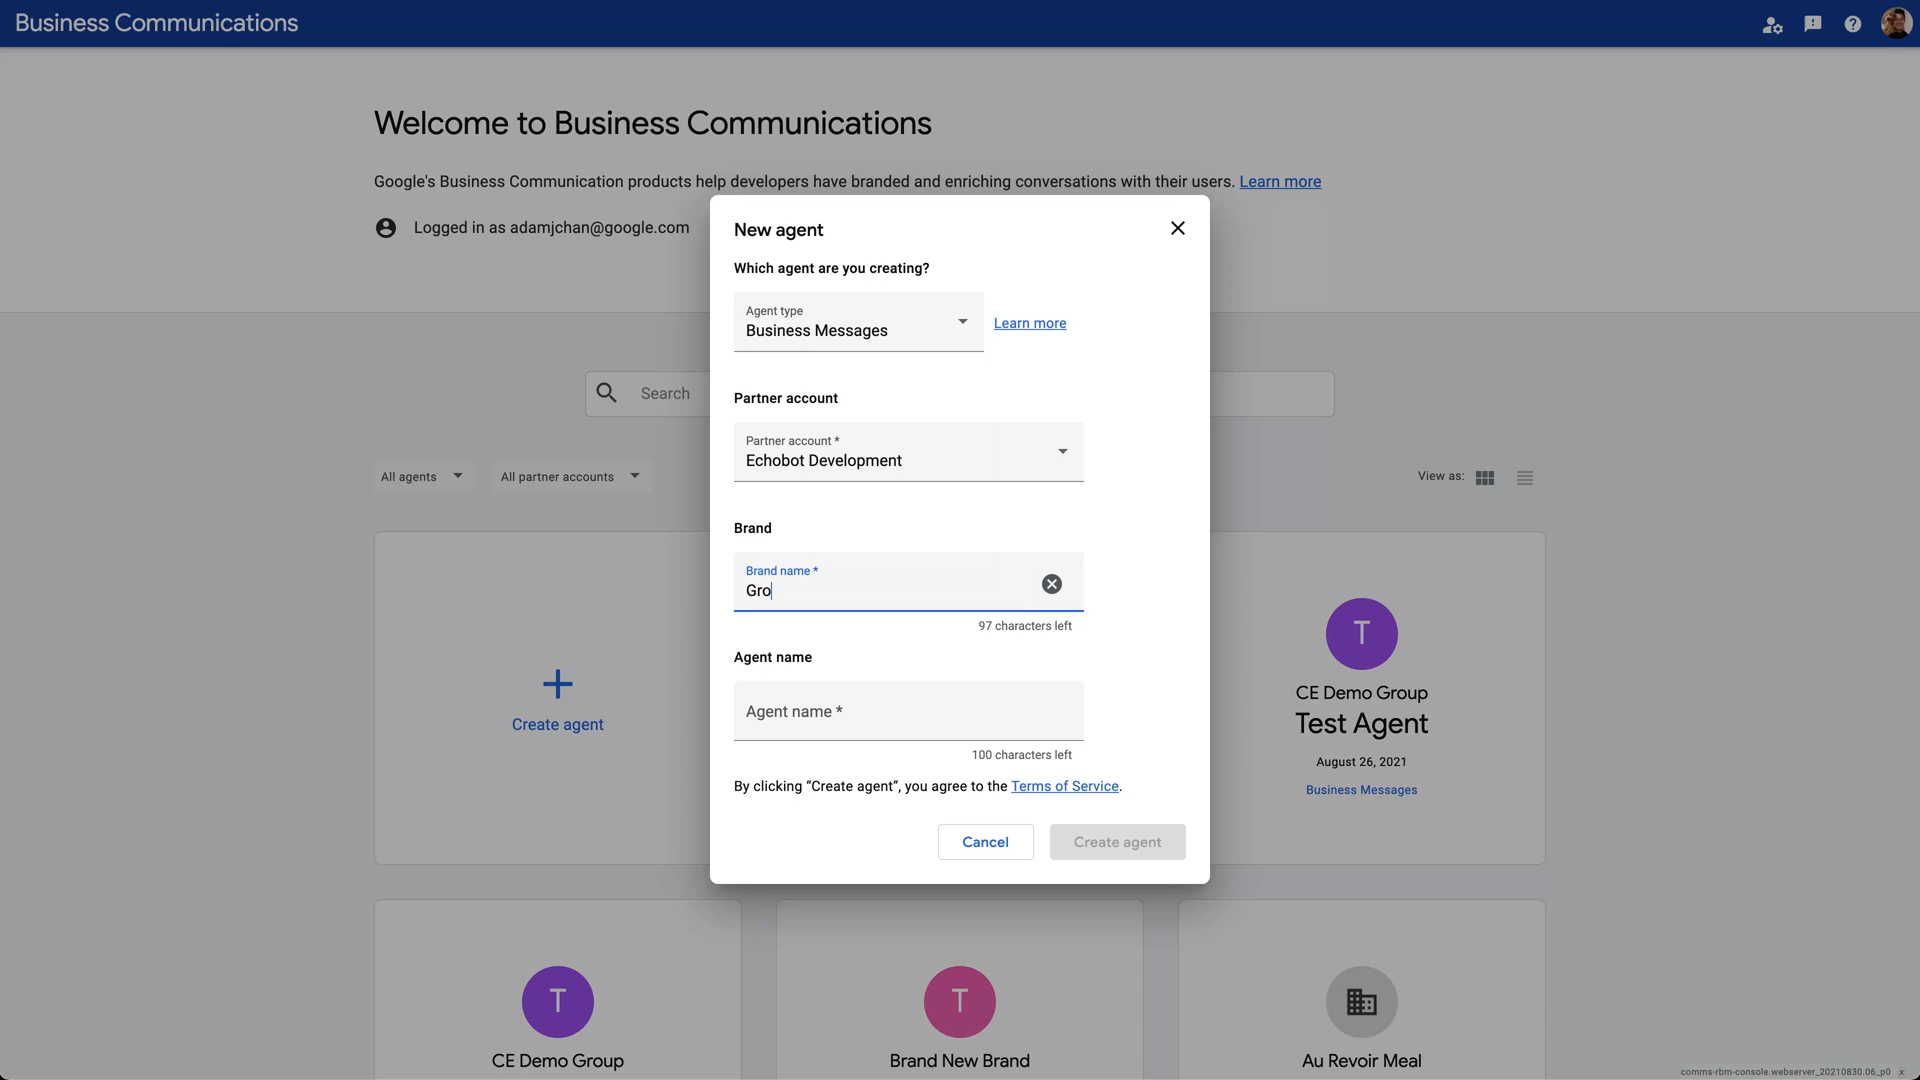 Business Communications
Welcome to Business Communications
Google's Business Communication products help developers have branded and enriching conversations with their users. Learn more
Logged in as adamjchan@google.com
New agent
Which agent are you creating?
Agent type
Business Messages
Learn more
Search
Partner account
Partner account *
Echobot Development
All agents
All partner accounts
View as:
Brand
Brand name *
Gro
97 characters left
Agent name
Agent name *
100 characters left
By clicking “Create agent”, you agree to the Terms of Service.
Cancel
Create agent
Create agent
T
CE Demo Group
Test Agent
August 26, 2021
Business Messages
T
CE Demo Group
T
Brand New Brand
Au Revoir Meal
comms-rbm-console.webserver_20210830.06_p0 x